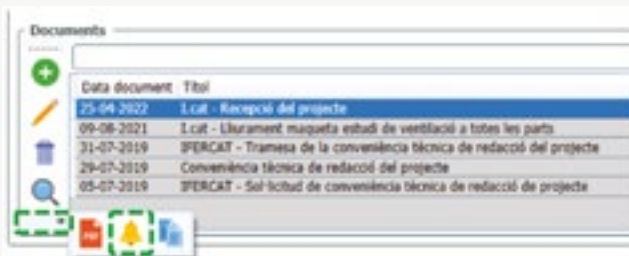 Documents
Data document Títol
25-04-2022 I.cat - Recepció del projecte
09-08-2021 I.cat - Lliurament maqueta estudi de ventilació a totes les parts
31-07-2019 IFERCAT - Tramesa de la conveniència tècnica de redacció del projecte
29-07-2019 Conveniència tècnica de redacció del projecte
05-07-2019 IFERCAT - Sol·licitud de conveniència tècnica de redacció de projecte
PDF